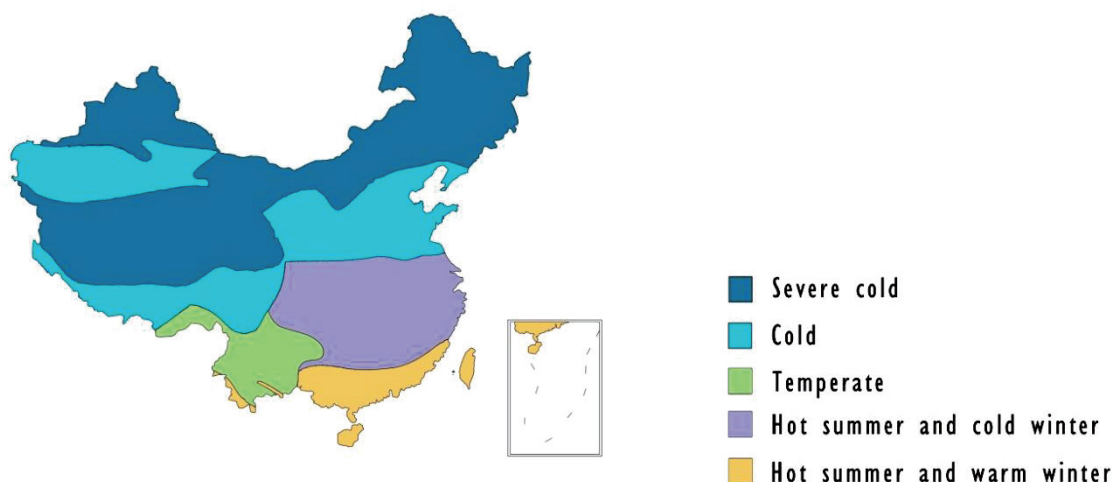 Severe cold
Cold
Temperate
Hot summer and cold winter
Hot summer and warm winter